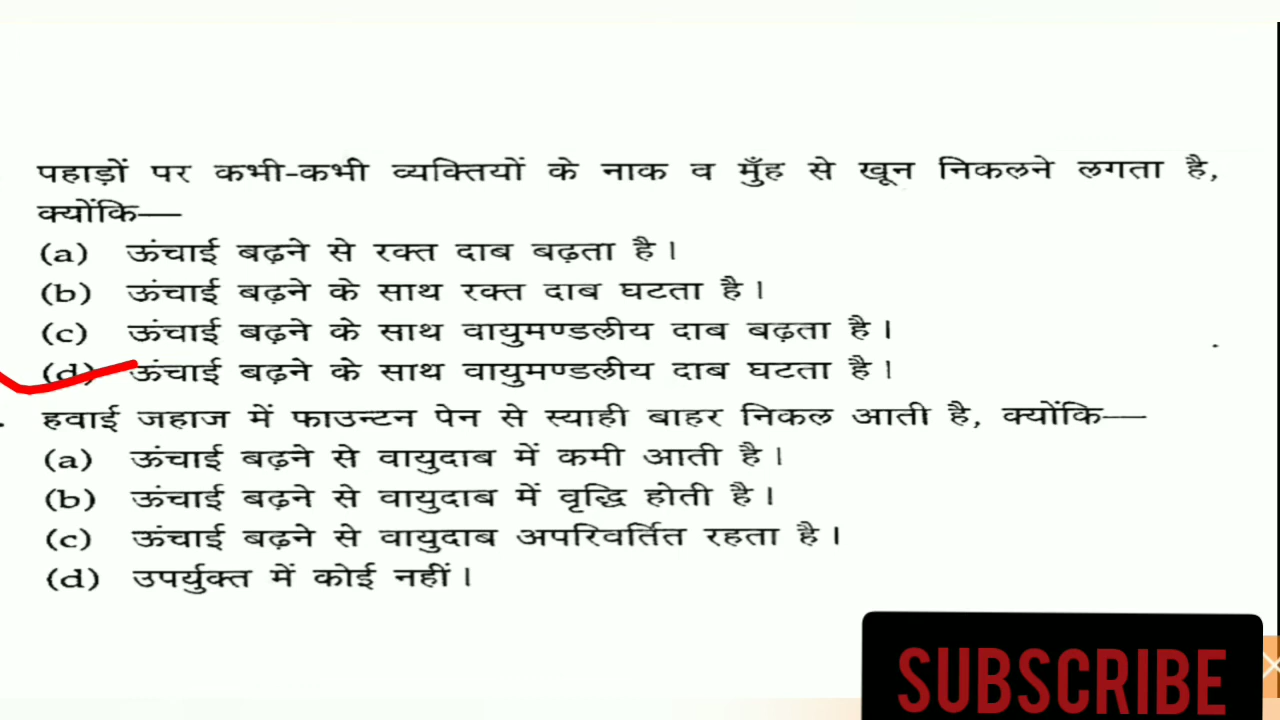 पहाड़ों पर कभी-कभी व्यक्तियों के नाक व मुँह से खून निकलने लगता है,
क्योंकि—
(a) ऊंचाई बढ़ने से रक्त दाब बढ़ता है।
(b) ऊंचाई बढ़ने के साथ रक्त दाब घटता है।
(c) ऊंचाई बढ़ने के साथ वायुमण्डलीय दाब बढ़ता है।
(d) ऊंचाई बढ़ने के साथ वायुमण्डलीय दाब घटता है।
हवाई जहाज में फाउन्टन पेन से स्याही बाहर निकल आती है, क्योंकि—
(a) ऊंचाई बढ़ने से वायुदाब में कमी आती है।
(b) ऊंचाई बढ़ने से वायुदाब में वृद्धि होती है।
(c) ऊंचाई बढ़ने से वायुदाब अपरिवर्तित रहता है।
(d) उपर्युक्त में कोई नहीं।
SUBSCRIBE